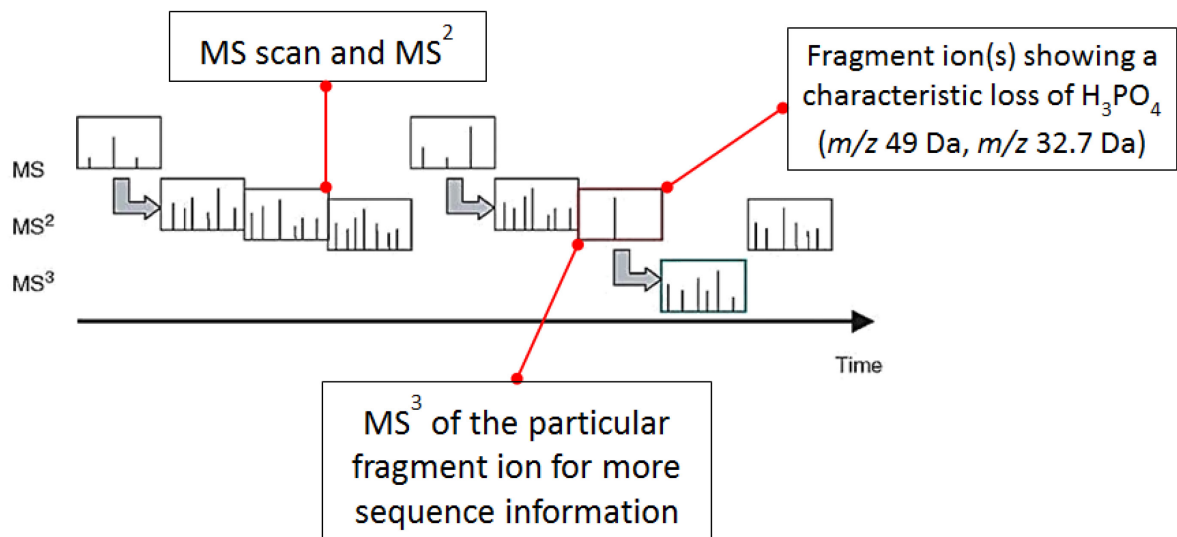 MS scan and MS²
Fragment ion(s) showing a
characteristic loss of H₃PO₄
(m/z 49 Da, m/z 32.7 Da)
MS
MS²
MS³
Time
MS³ of the particular
fragment ion for more
sequence information